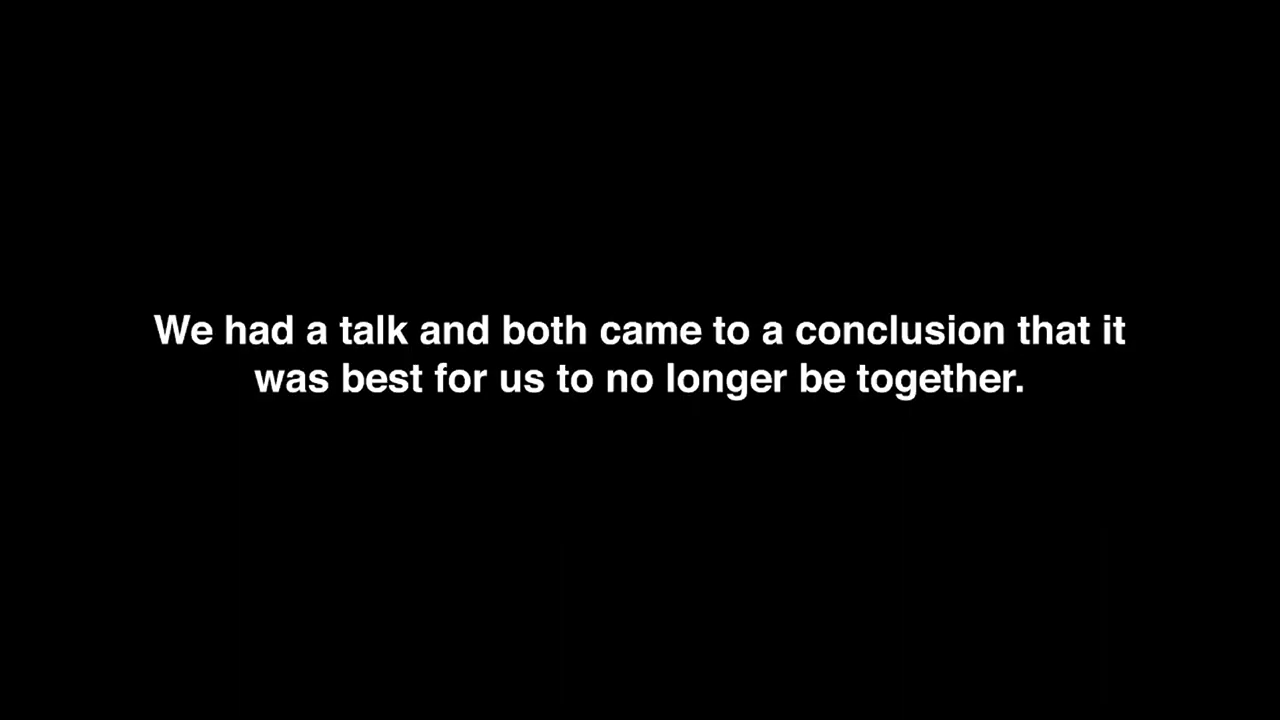 We had a talk and both came to a conclusion that it
was best for us to no longer be together.